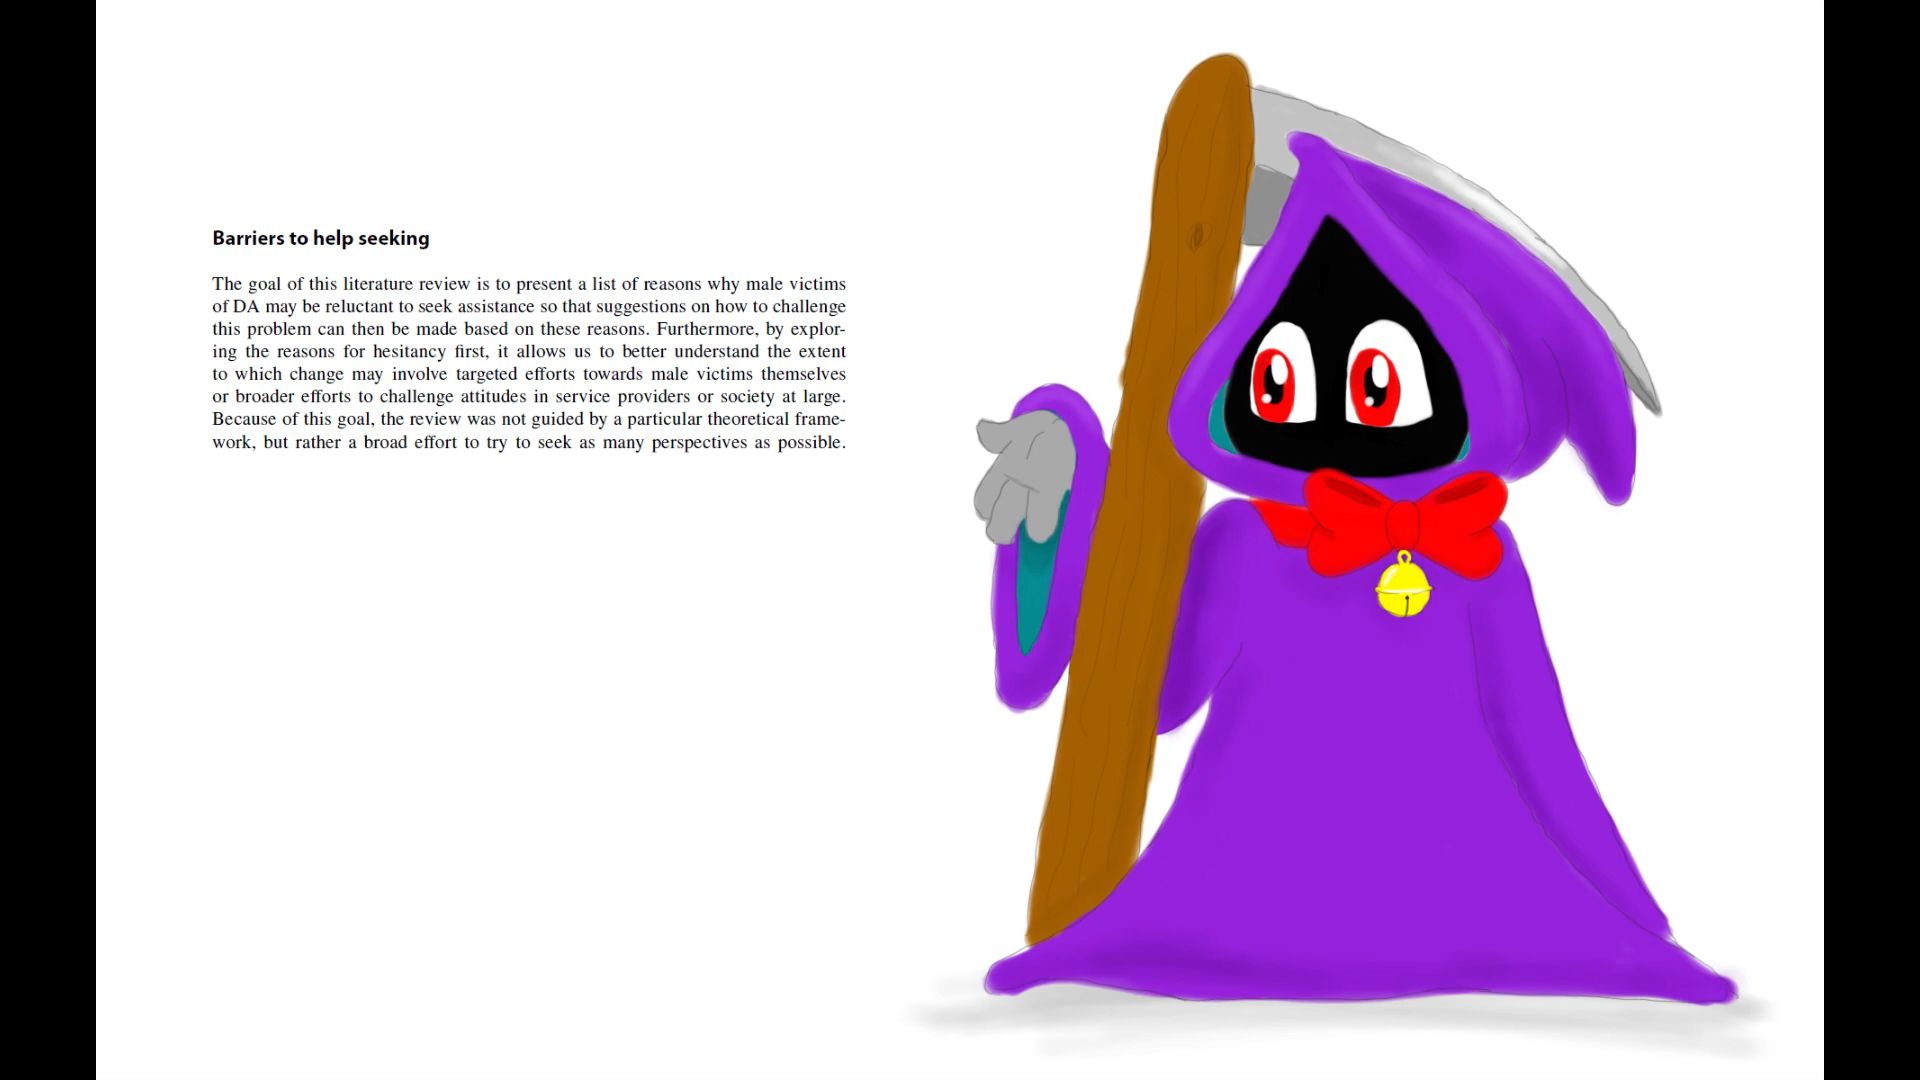 Barriers to help seeking
The goal of this literature review is to present a list of reasons why male victims
of DA may be reluctant to seek assistance so that suggestions on how to challenge
this problem can then be made based on these reasons. Furthermore, by explor-
ing the reasons for hesitancy first, it allows us to better understand the extent
to which change may involve targeted efforts towards male victims themselves
or broader efforts to challenge attitudes in service providers or society at large.
Because of this goal, the review was not guided by a particular theoretical frame-
work, but rather a broad effort to try to seek as many perspectives as possible.